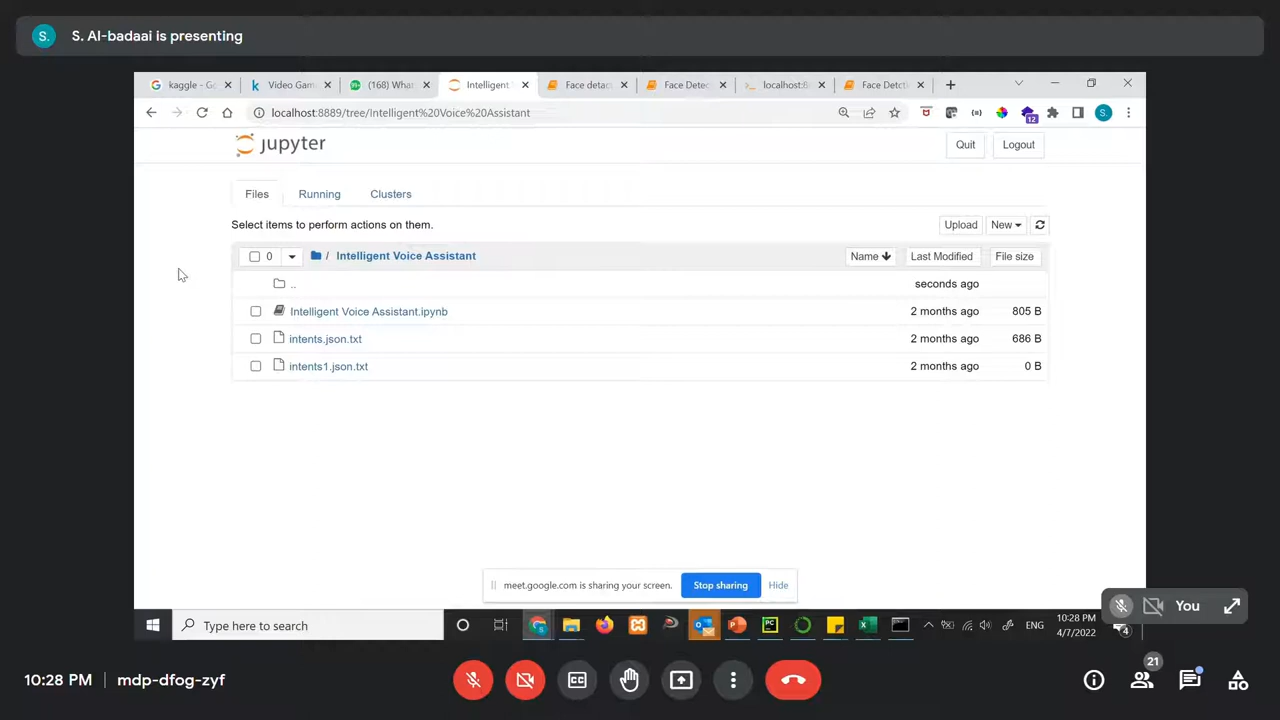 S.
S. Al-badaai is presenting
kaggle - Go
Video Gam
(168) What
Intelligent
Face detac
Face Detec
localhost:8
Face Detct
localhost:8889/tree/Intelligent%20Voice%20Assistant
12
S.
jupyter
Quit
Logout
Files
Running
Clusters
Select items to perform actions on them.
Upload
New
0
/ Intelligent Voice Assistant
Name
Last Modified
File size
..
seconds ago
Intelligent Voice Assistant.ipynb
2 months ago
805 B
intents.json.txt
2 months ago
686 B
intents1.json.txt
2 months ago
0 B
meet.google.com is sharing your screen.
Stop sharing
Hide
You
Type here to search
PC
ENG
10:28 PM
4/7/2022
4
10:28 PM
mdp-dfog-zyf
21